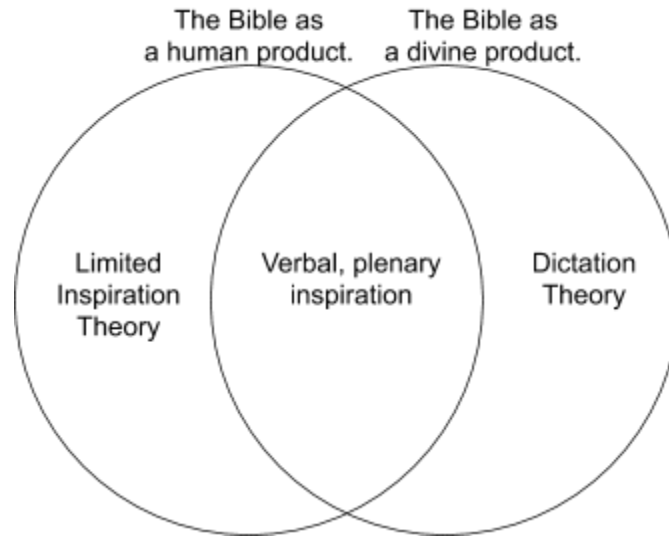 The Bible as
a human product.
The Bible as
a divine product.
Limited
Inspiration
Theory
Verbal, plenary
inspiration
Dictation
Theory